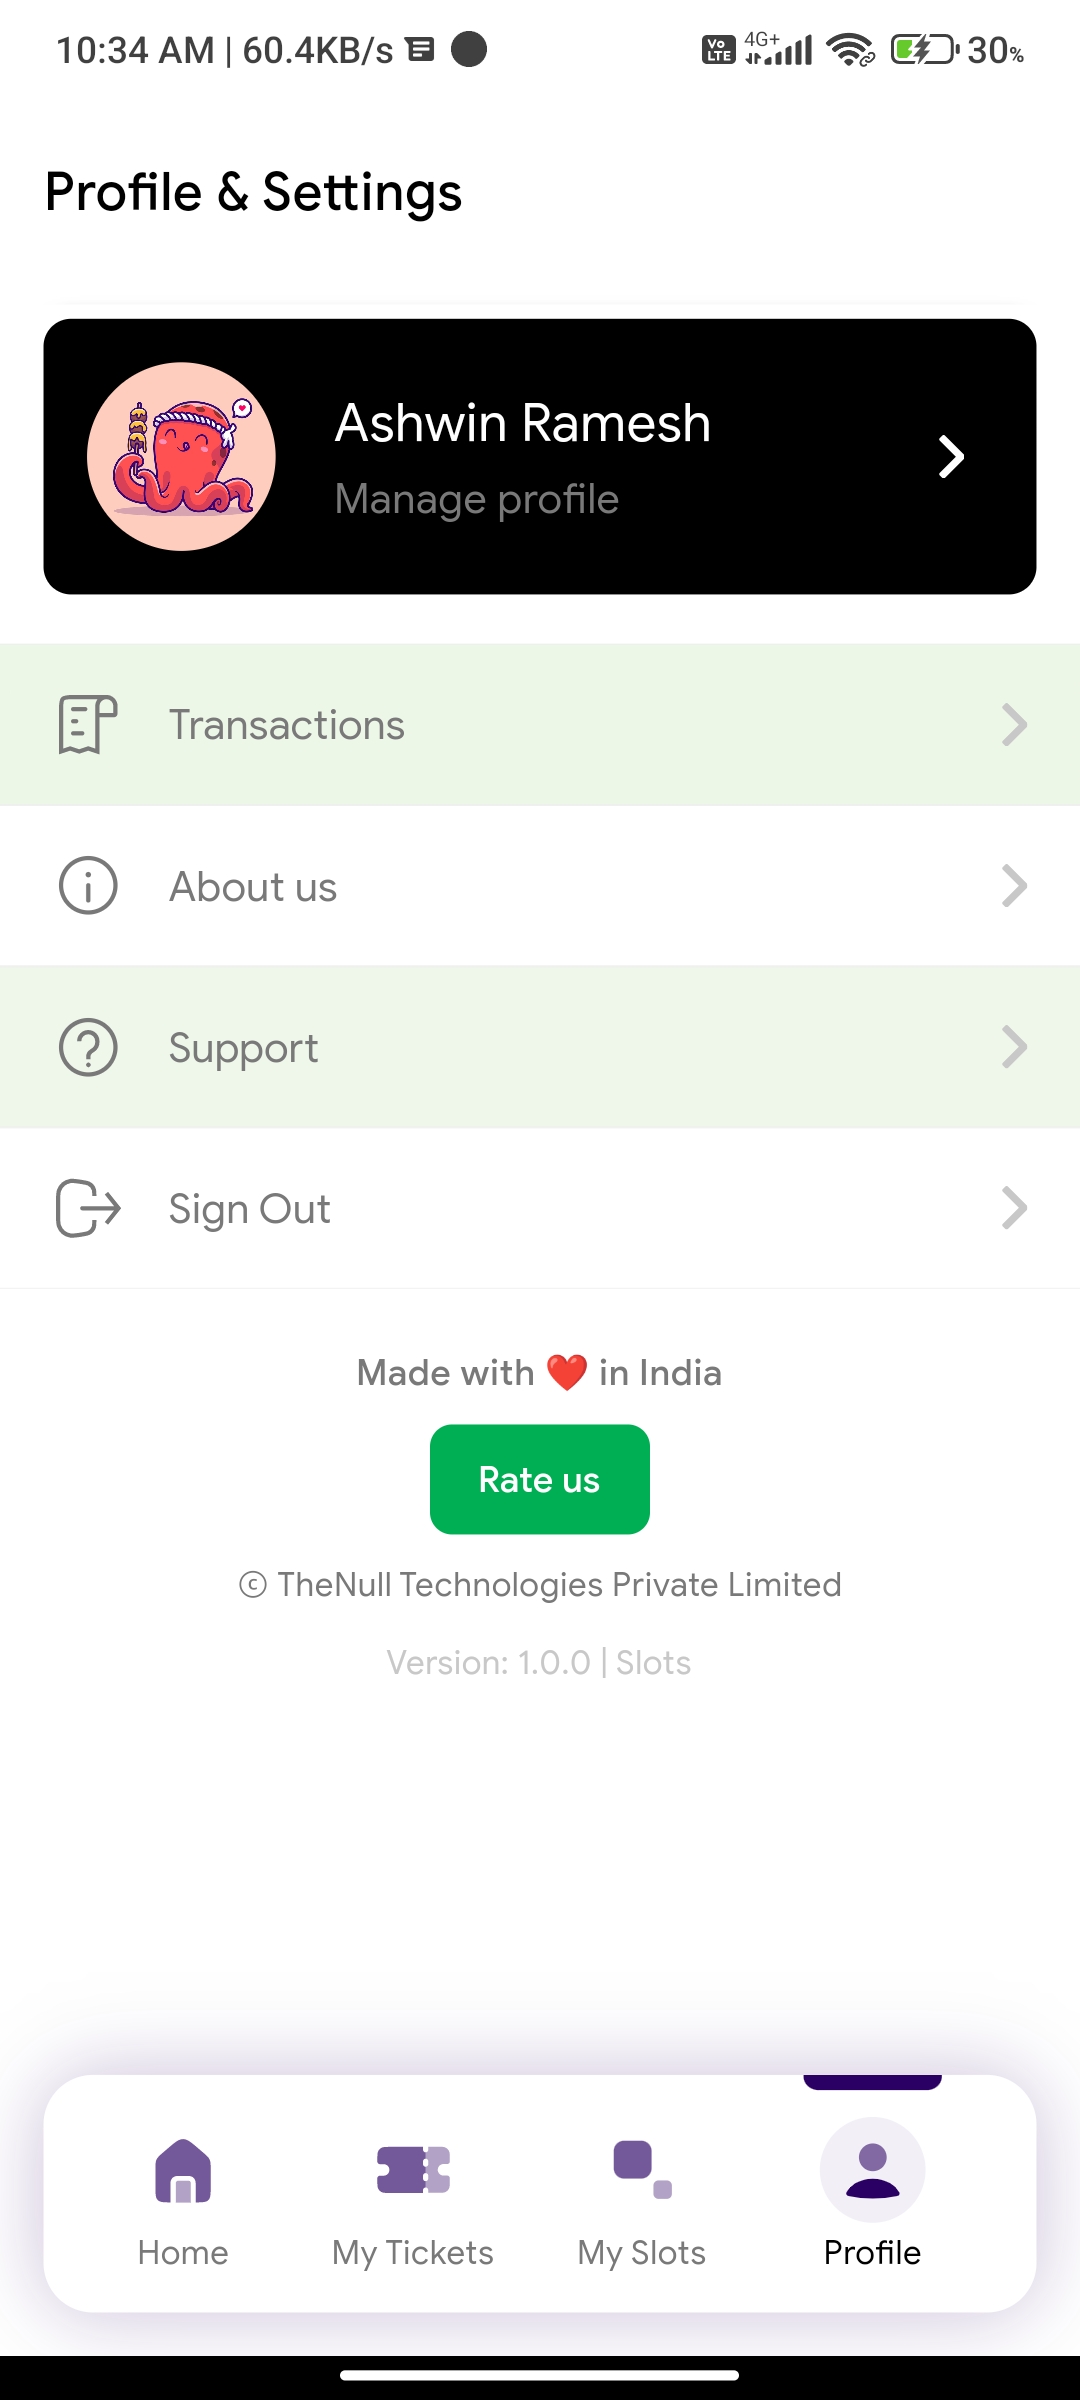 10:34 AM | 60.4KB/s Vo LTE 4G+ 30%
Profile & Settings
Ashwin Ramesh
Manage profile
Transactions
About us
Support
Sign Out
Made with ❤️ in India
Rate us
© TheNull Technologies Private Limited
Version: 1.0.0 | Slots
Home My Tickets My Slots Profile